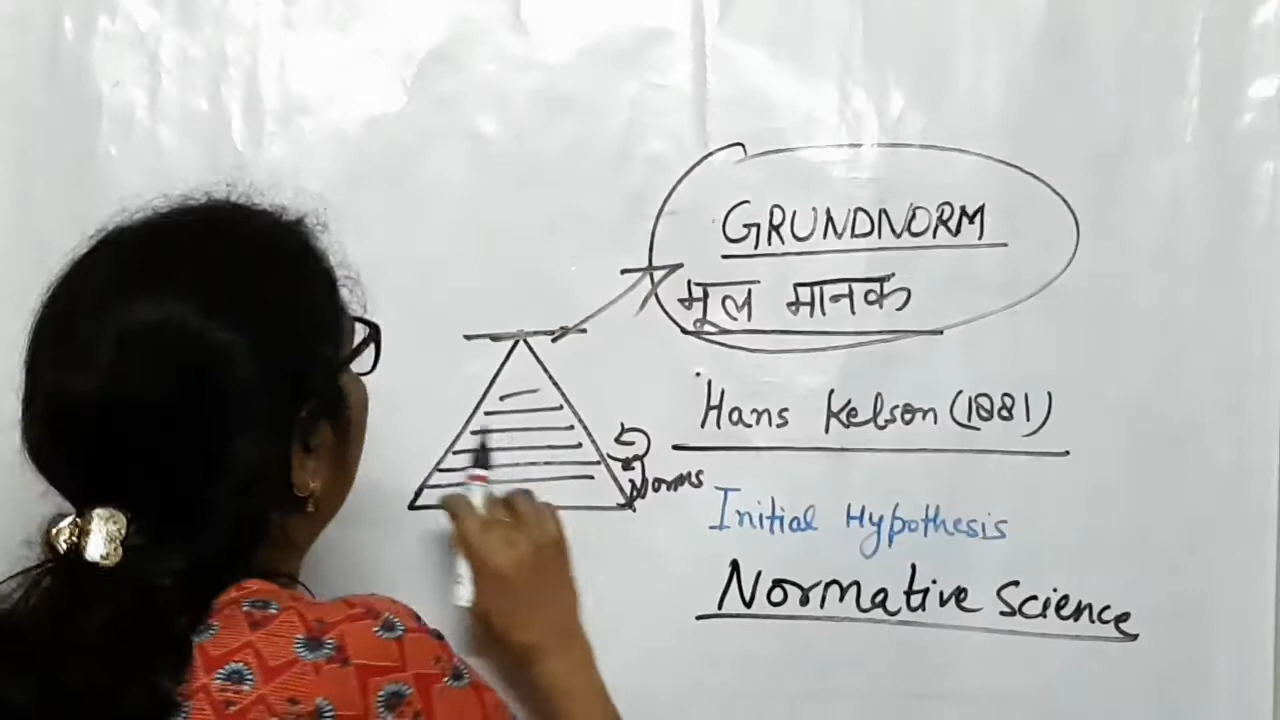 GRUNDNORM
मूल मानक
Hans Kelson (1881)
Norms
Initial Hypothesis
Normative Science